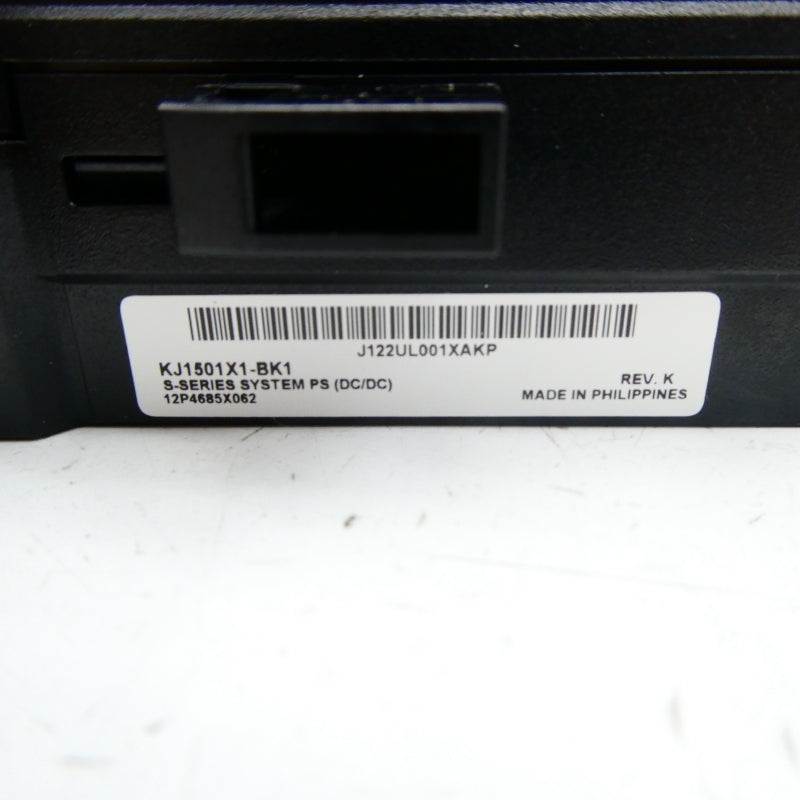 J122UL001XAKP
KJ1501X1-BK1
S-SERIES SYSTEM PS (DC/DC)
12P4685X062
REV. K
MADE IN PHILIPPINES